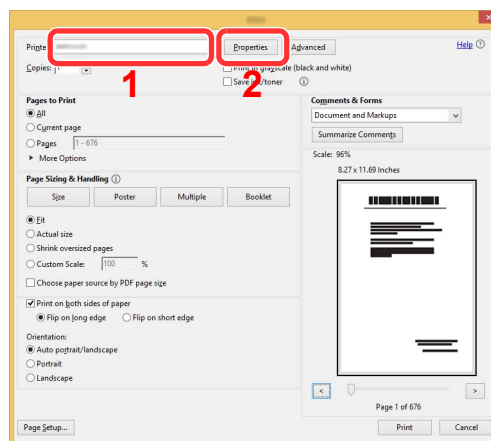 Printe
Properties
Advanced
Help
1
2
Copies:
Print in grayscale (black and white)
Save ink/toner
Pages to Print
All
Current page
Pages 1 - 676
More Options
Comments & Forms
Document and Markups
Summarize Comments
Scale: 96%
8.27 x 11.69 Inches
Page Sizing & Handling
Size Poster Multiple Booklet
Fit
Actual size
Shrink oversized pages
Custom Scale: 100 %
Choose paper source by PDF page size
Print on both sides of paper
Flip on long edge Flip on short edge
Orientation:
Auto portrait/landscape
Portrait
Landscape
< >
Page 1 of 676
Page Setup... Print Cancel